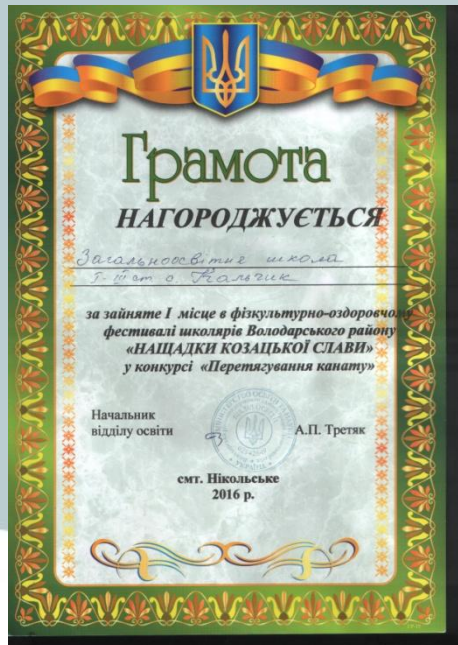 Грамота
НАГОРОДЖУЄТЬСЯ
Загальноосвітня школа
І-ІІІ ст с. Кальчик
за зайняте І місце в фізкультурно-оздоровчому
фестивалі школярів Володарського району
«НАЩАДКИ КОЗАЦЬКОЇ СЛАВИ»
у конкурсі «Перетягування канату»
Начальник
відділу освіти
А.П. Третяк
УКРАЇНА
смт. Нікольське
2016 р.